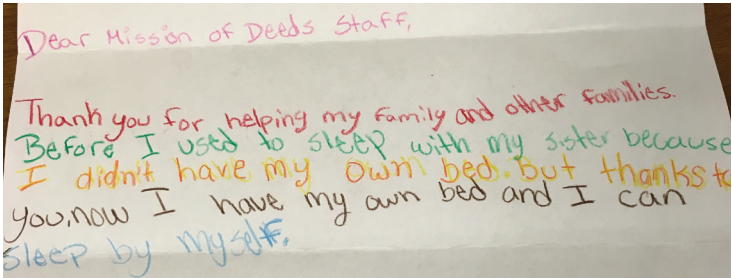 Dear Mission of Deeds Staff,
Thank you for helping my family and other families.
Before I used to sleep with my sister because
I didn't have my own bed. But thanks to
you, now I have my own bed and I can
sleep by myself.